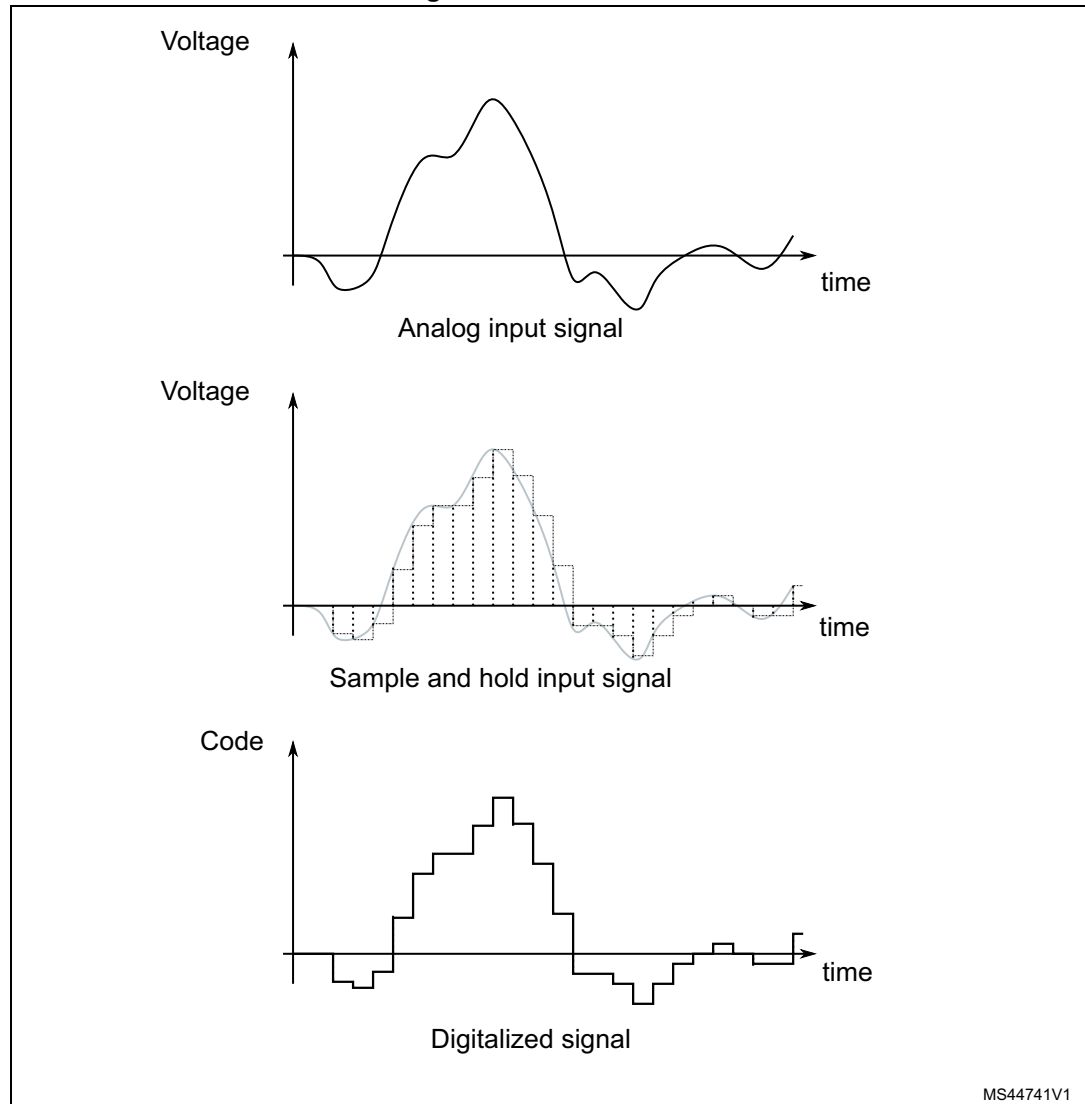 Voltage
time
Analog input signal
Voltage
time
Sample and hold input signal
Code
time
Digitalized signal
MS44741V1